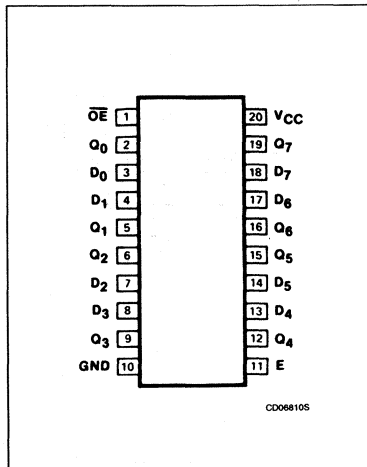 OE 1 20 VCC
Q0 2 19 Q7
D0 3 18 D7
D1 4 17 D6
Q1 5 16 Q6
Q2 6 15 Q5
D2 7 14 D5
D3 8 13 D4
Q3 9 12 Q4
GND 10 11 E
CD06810S